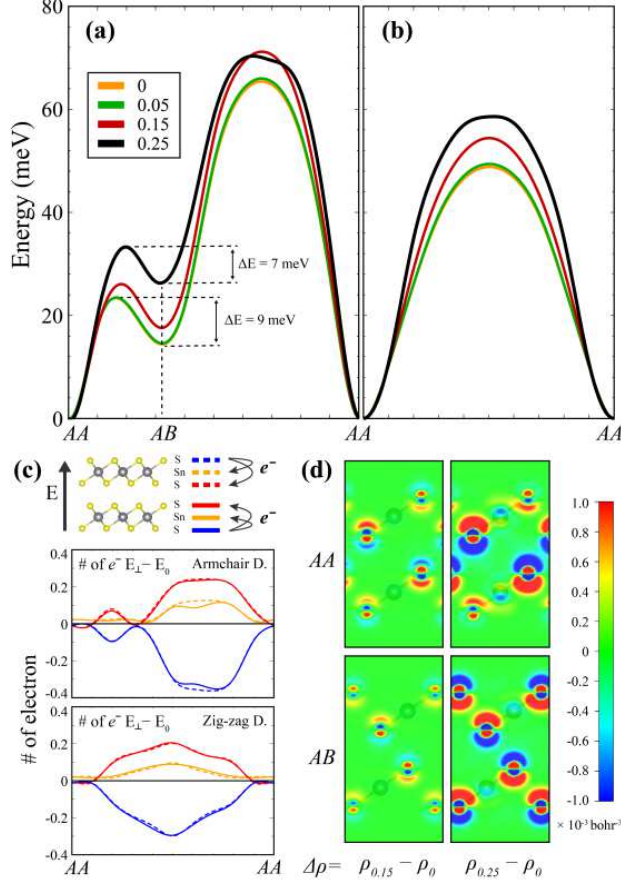 80
60
40
20
0
Energy (meV)
(a)
0
0.05
0.15
0.25
ΔE = 7 meV
ΔE = 9 meV
AA
AB
AA
(b)
AA
(c)
E
S
Sn
S
e⁻
S
Sn
S
e⁻
# of electron
0.4
0.2
0
-0.2
-0.4
# of e⁻ E⊥− E₀
Armchair D.
0.4
0.2
0
-0.2
-0.4
# of e⁻ E⊥− E₀
Zig-zag D.
AA
AA
(d)
AA
AB
Δρ= ρ0.15 − ρ0 ρ0.25 − ρ0
1.0
0.8
0.6
0.4
0.2
0
-0.2
-0.4
-0.6
-0.8
-1.0
× 10⁻³ bohr⁻³